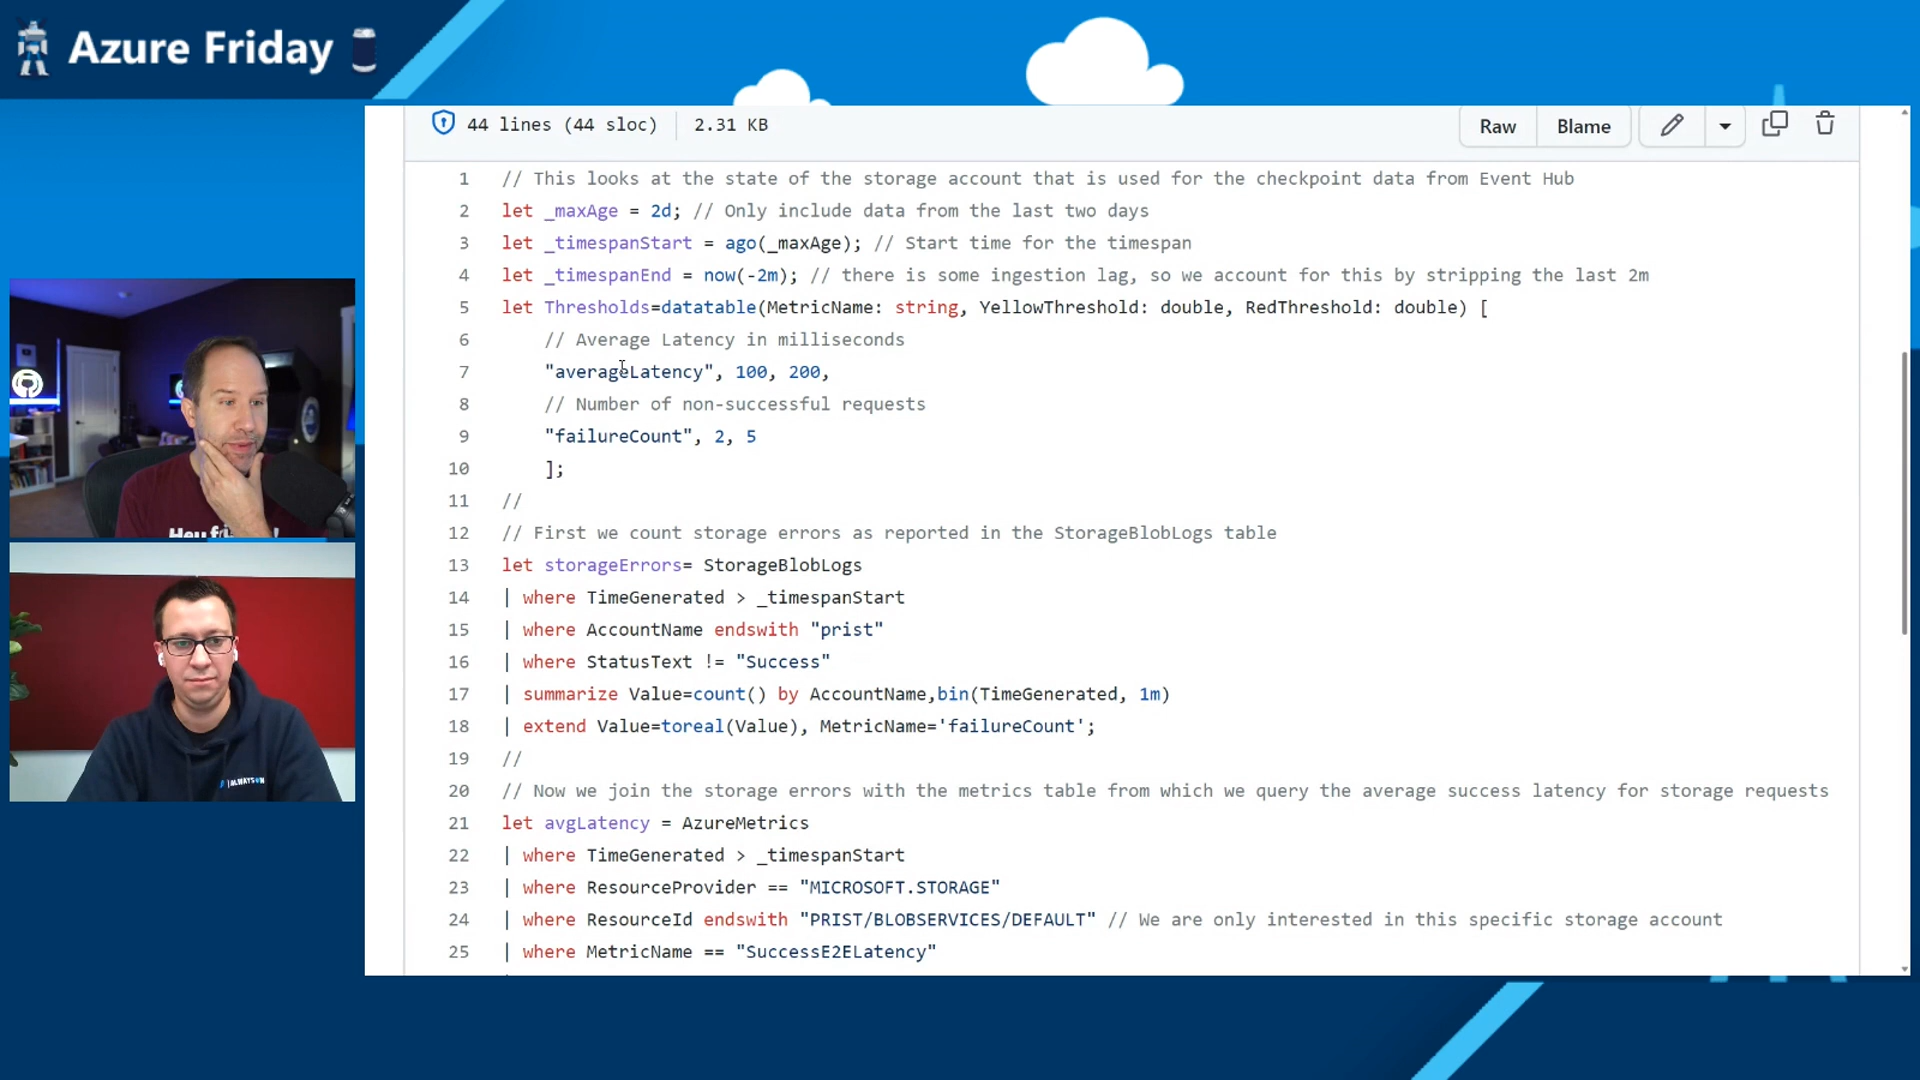 Azure Friday
44 lines (44 sloc)
2.31 KB
Raw
Blame
1 // This looks at the state of the storage account that is used for the checkpoint data from Event Hub
2 let _maxAge = 2d; // Only include data from the last two days
3 let _timespanStart = ago(_maxAge); // Start time for the timespan
4 let _timespanEnd = now(-2m); // there is some ingestion lag, so we account for this by stripping the last 2m
5 let Thresholds=datatable(MetricName: string, YellowThreshold: double, RedThreshold: double) [
6 // Average Latency in milliseconds
7 "averageLatency", 100, 200,
8 // Number of non-successful requests
9 "failureCount", 2, 5
10 ];
11 //
12 // First we count storage errors as reported in the StorageBlobLogs table
13 let storageErrors= StorageBlobLogs
14 | where TimeGenerated > _timespanStart
15 | where AccountName endswith "prist"
16 | where StatusText != "Success"
17 | summarize Value=count() by AccountName,bin(TimeGenerated, 1m)
18 | extend Value=toreal(Value), MetricName='failureCount';
19 //
20 // Now we join the storage errors with the metrics table from which we query the average success latency for storage requests
21 let avgLatency = AzureMetrics
22 | where TimeGenerated > _timespanStart
23 | where ResourceProvider == "MICROSOFT.STORAGE"
24 | where ResourceId endswith "PRIST/BLOBSERVICES/DEFAULT" // We are only interested in this specific storage account
25 | where MetricName == "SuccessE2ELatency"
Hey
ALWAYSON